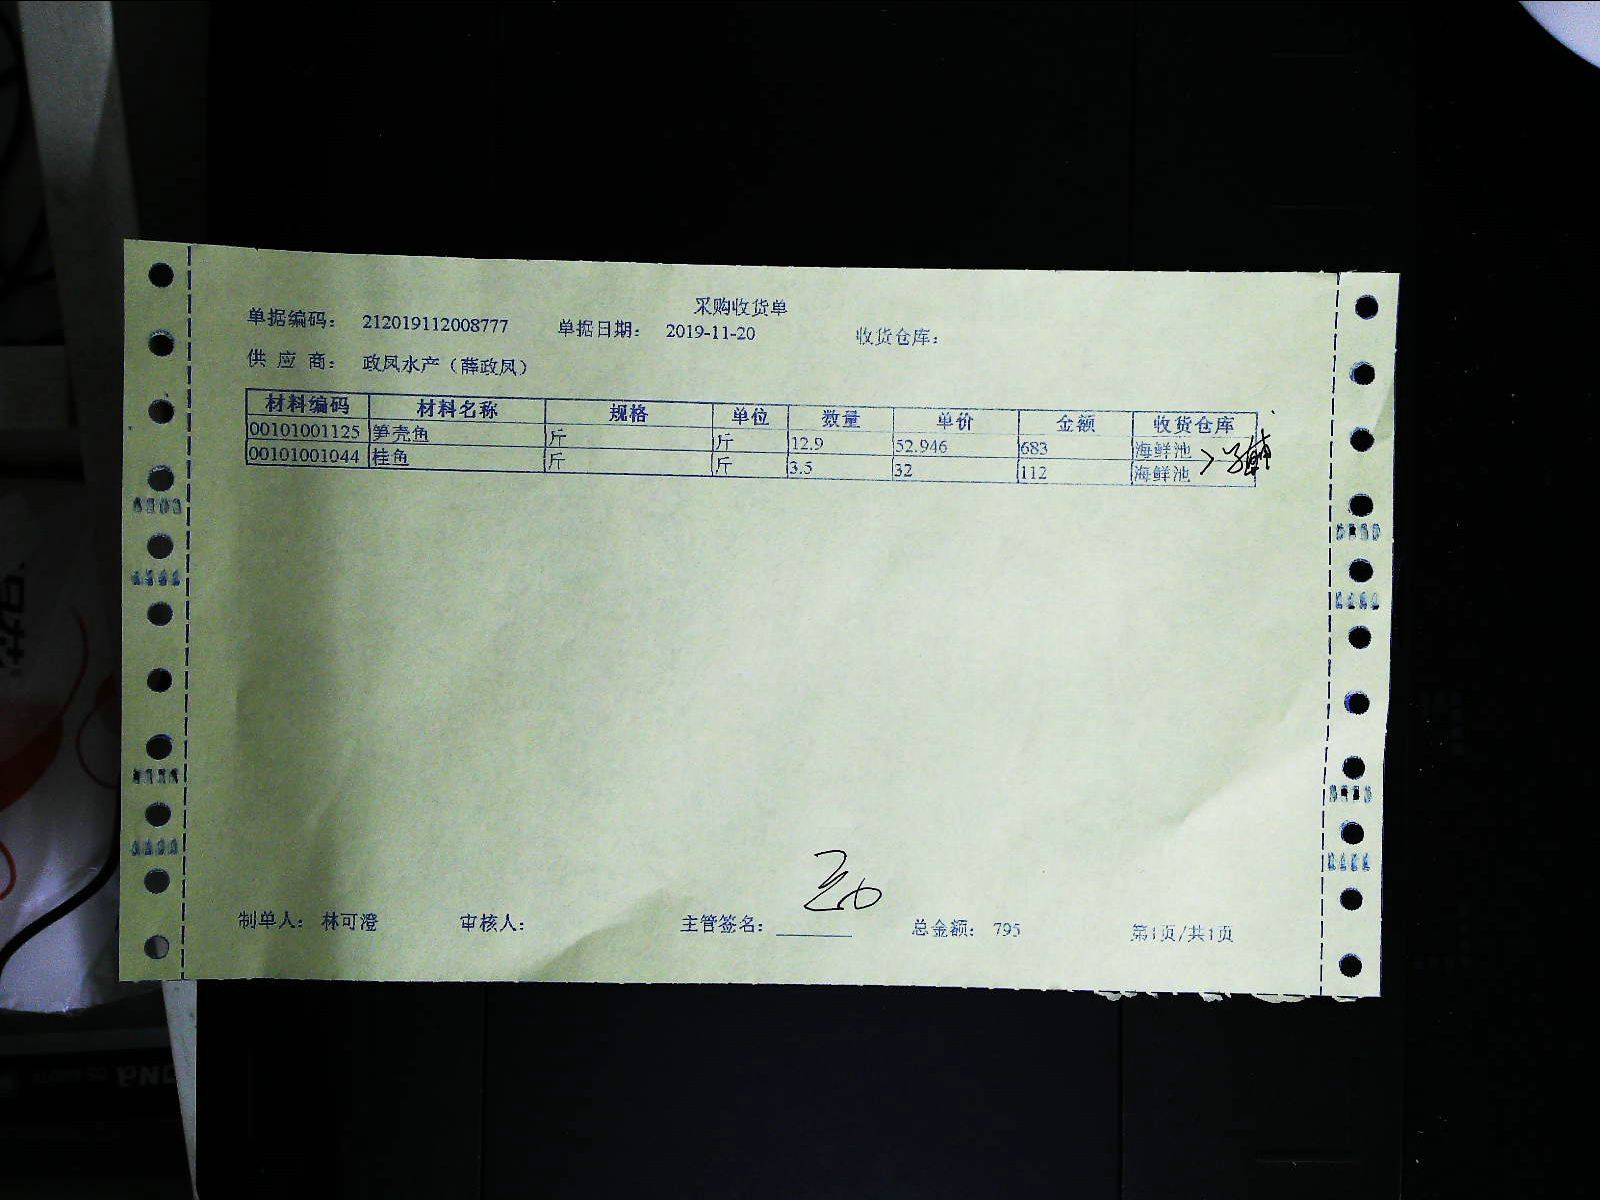 采购收货单
单据编码： 212019112008777 单据日期： 2019-11-20 收货仓库：
供 应 商： 政凤水产（薛政凤）
材料编码 材料名称 规格 单位 数量 单价 金额 收货仓库
00101001125 笋壳鱼 斤 斤 12.9 52.946 683 海鲜池
00101001044 桂鱼 斤 斤 3.5 32 112 海鲜池
制单人： 林可澄 审核人： 主管签名： 总金额： 795 第1页/共1页